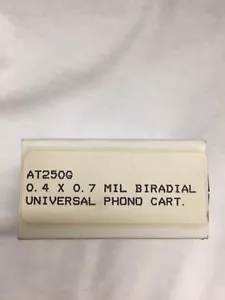 AT250G
0.4 X 0.7 MIL BIRADIAL
UNIVERSAL PHONO CART.